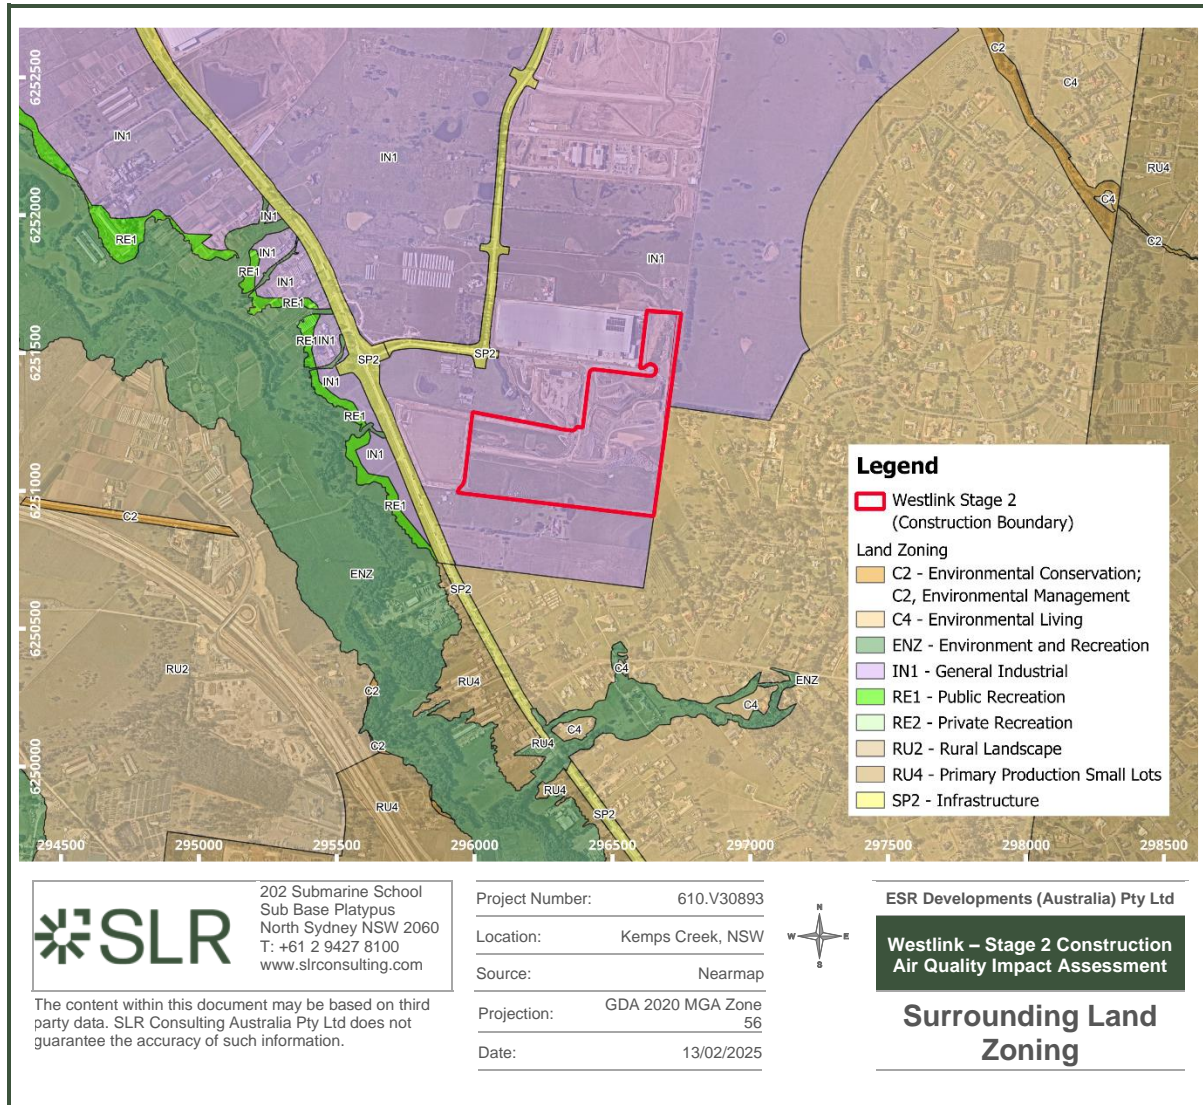 6252500
6252000
6251500
6251000
6250500
6250000
C2
C4
IN1
IN1
RU4
C4
IN1
RE1
IN1
C2
IN1
RE1
IN1
RE1
RE1
IN1
SP2
SP2
IN1
RE1
IN1
RE1
C2
ENZ
SP2
RU2
C4
ENZ
RU4
C2
C4
C4
RU4
C2
RU4
RU4
SP2
294500
295000
295500
296000
296500
297000
297500
298000
298500
Legend
Westlink Stage 2
(Construction Boundary)
Land Zoning
C2 - Environmental Conservation;
C2, Environmental Management
C4 - Environmental Living
ENZ - Environment and Recreation
IN1 - General Industrial
RE1 - Public Recreation
RE2 - Private Recreation
RU2 - Rural Landscape
RU4 - Primary Production Small Lots
SP2 - Infrastructure
SLR
202 Submarine School
Sub Base Platypus
North Sydney NSW 2060
T: +61 2 9427 8100
www.slrconsulting.com
The content within this document may be based on third
party data. SLR Consulting Australia Pty Ltd does not
guarantee the accuracy of such information.
Project Number: 610.V30893
Location: Kemps Creek, NSW
Source: Nearmap
Projection: GDA 2020 MGA Zone
56
Date: 13/02/2025
N
W E
S
ESR Developments (Australia) Pty Ltd
Westlink – Stage 2 Construction
Air Quality Impact Assessment
Surrounding Land
Zoning